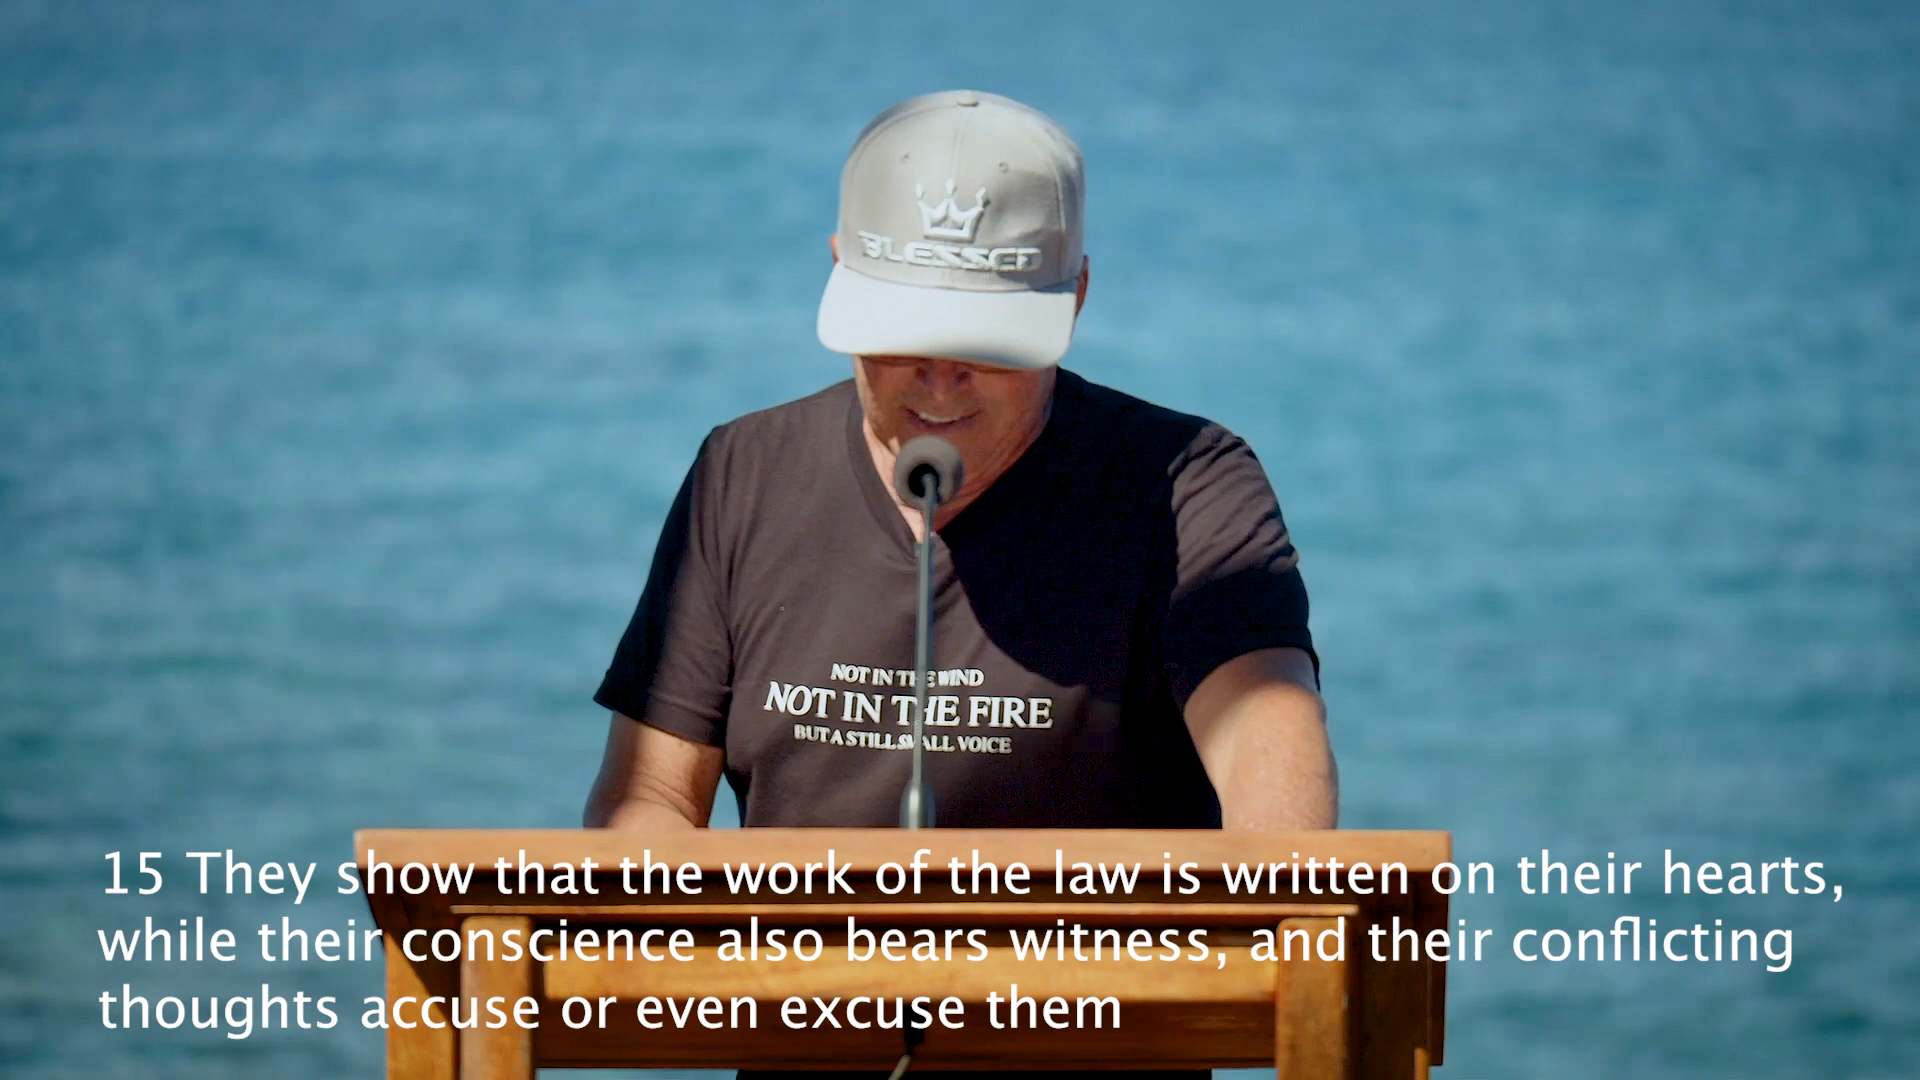 BLESSED
NOT IN THE WIND
NOT IN THE FIRE
BUT A STILL SMALL VOICE
15 They show that the work of the law is written on their hearts,
while their conscience also bears witness, and their conflicting
thoughts accuse or even excuse them